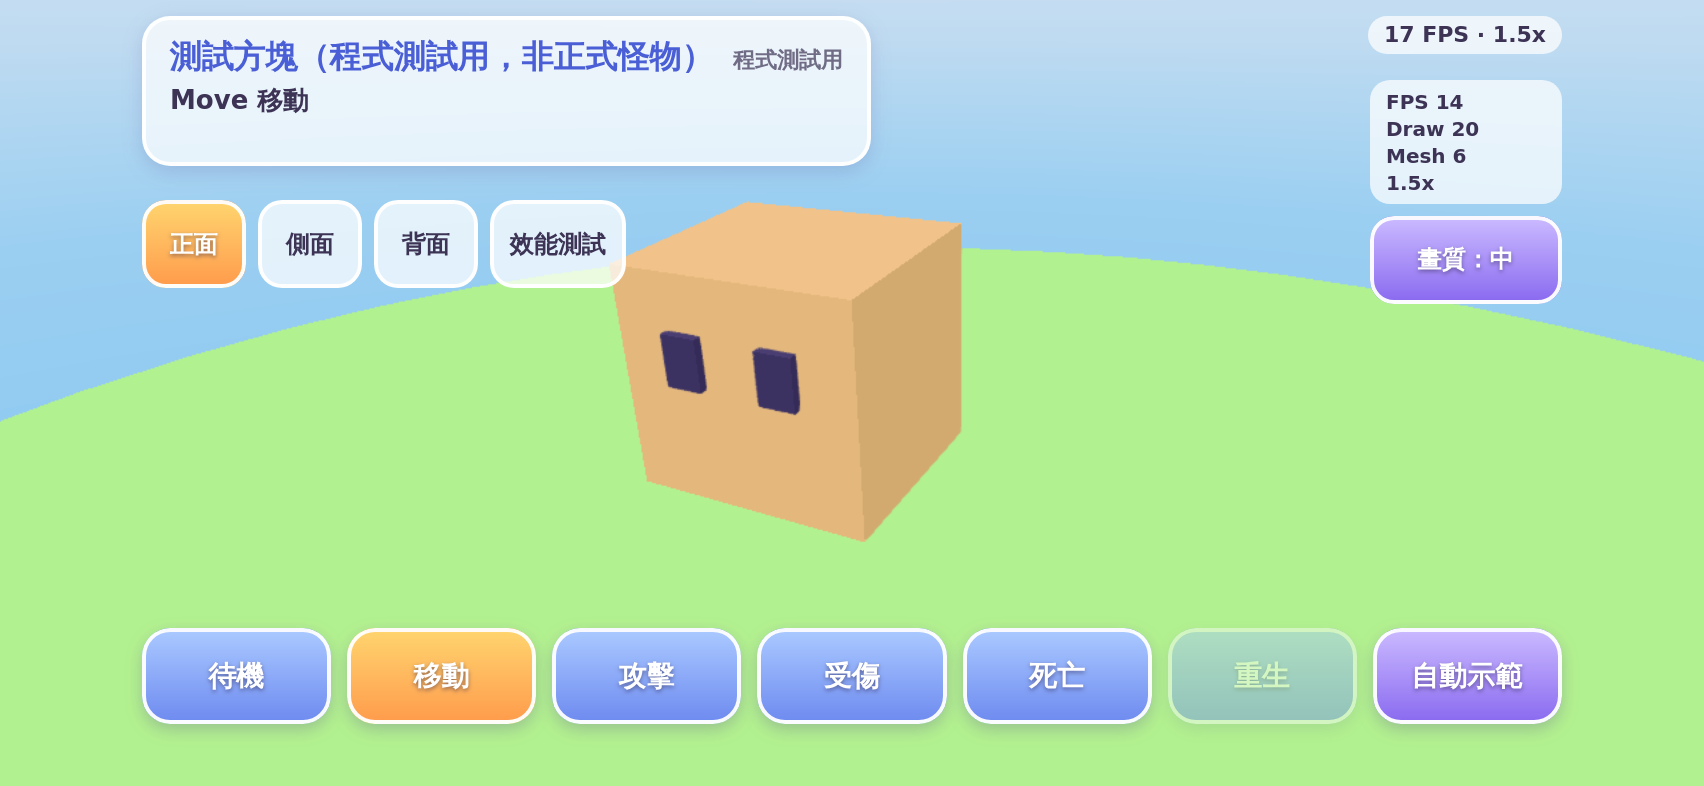 測試方塊（程式測試用，非正式怪物） 程式測試用
Move 移動
17 FPS · 1.5x
FPS 14
Draw 20
Mesh 6
1.5x
正面
側面
背面
效能測試
畫質：中
待機
移動
攻擊
受傷
死亡
重生
自動示範